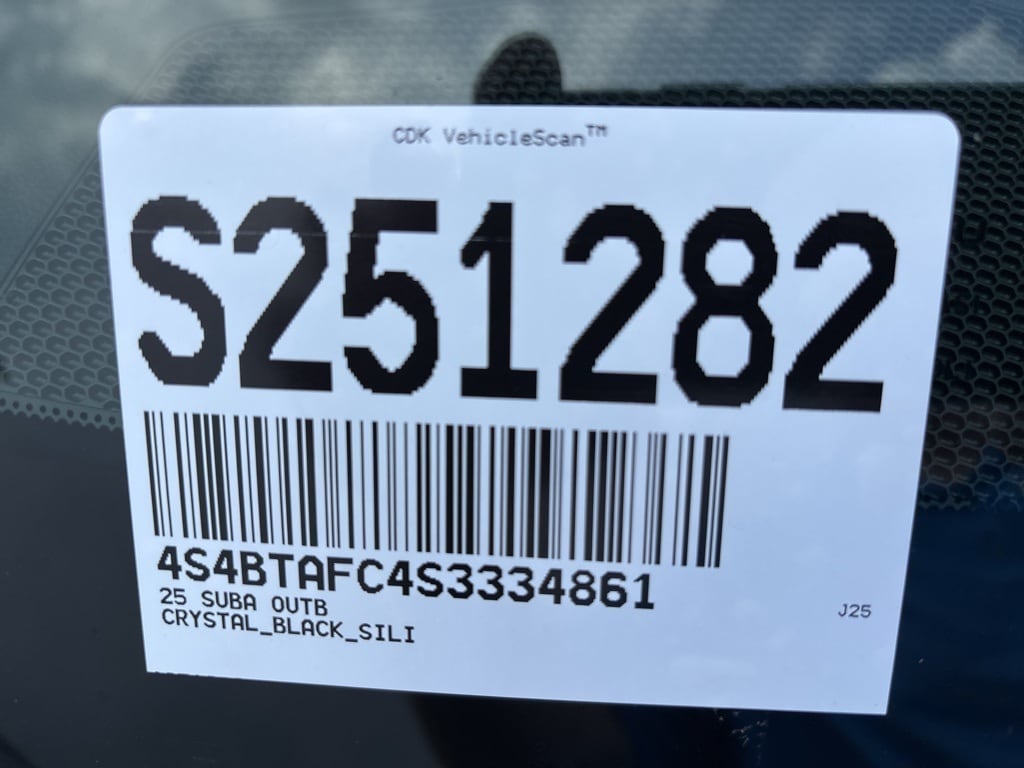 CDK VehicleScan™
S251282
4S4BTAFC4S3334861
25 SUBA OUTB
CRYSTAL_BLACK_SILI
J25